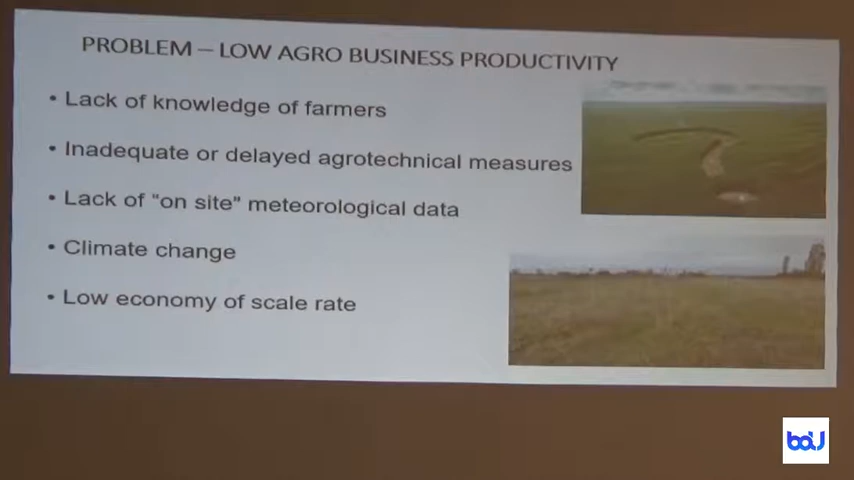 PROBLEM – LOW AGRO BUSINESS PRODUCTIVITY
• Lack of knowledge of farmers
• Inadequate or delayed agrotechnical measures
• Lack of "on site" meteorological data
• Climate change
• Low economy of scale rate